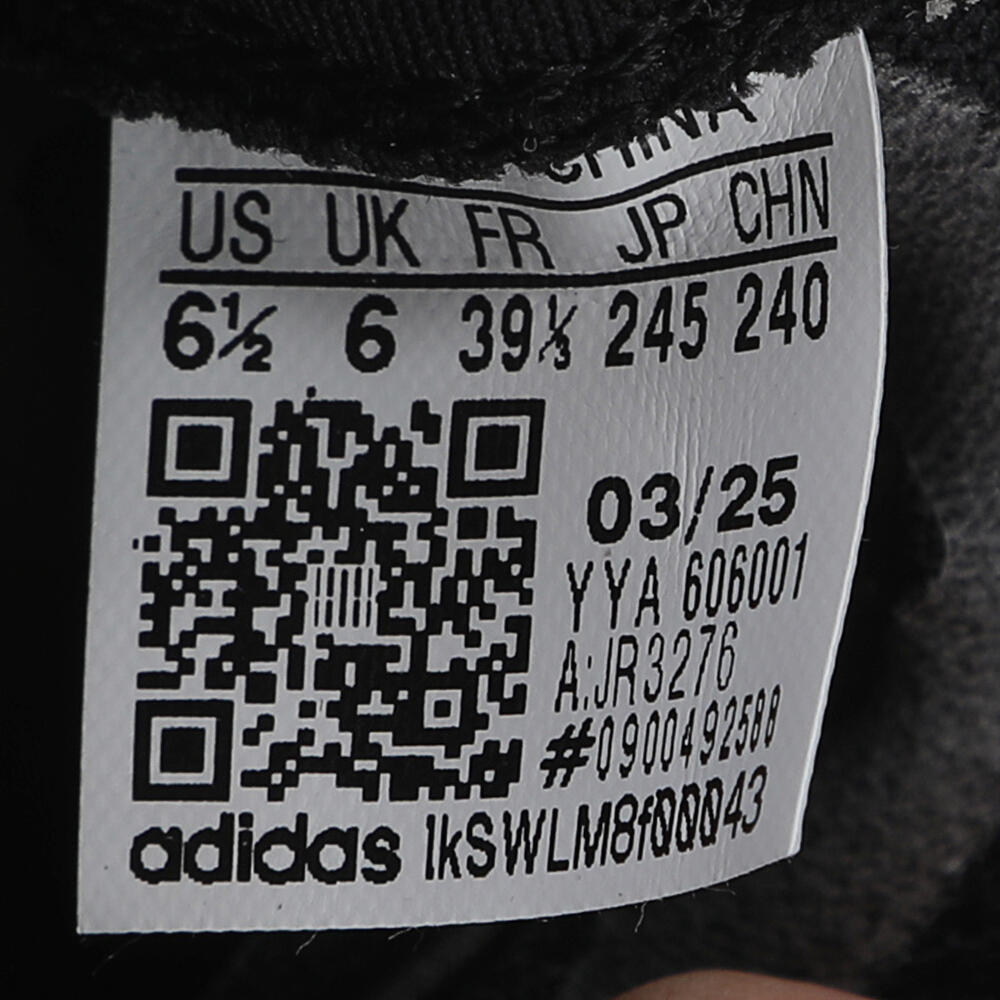 CHINA
US UK FR JP CHN
6½ 6 39⅓ 245 240
03/25
YYA 606001
A:JR3276
#0900492588
adidas lkSWLM8f00043